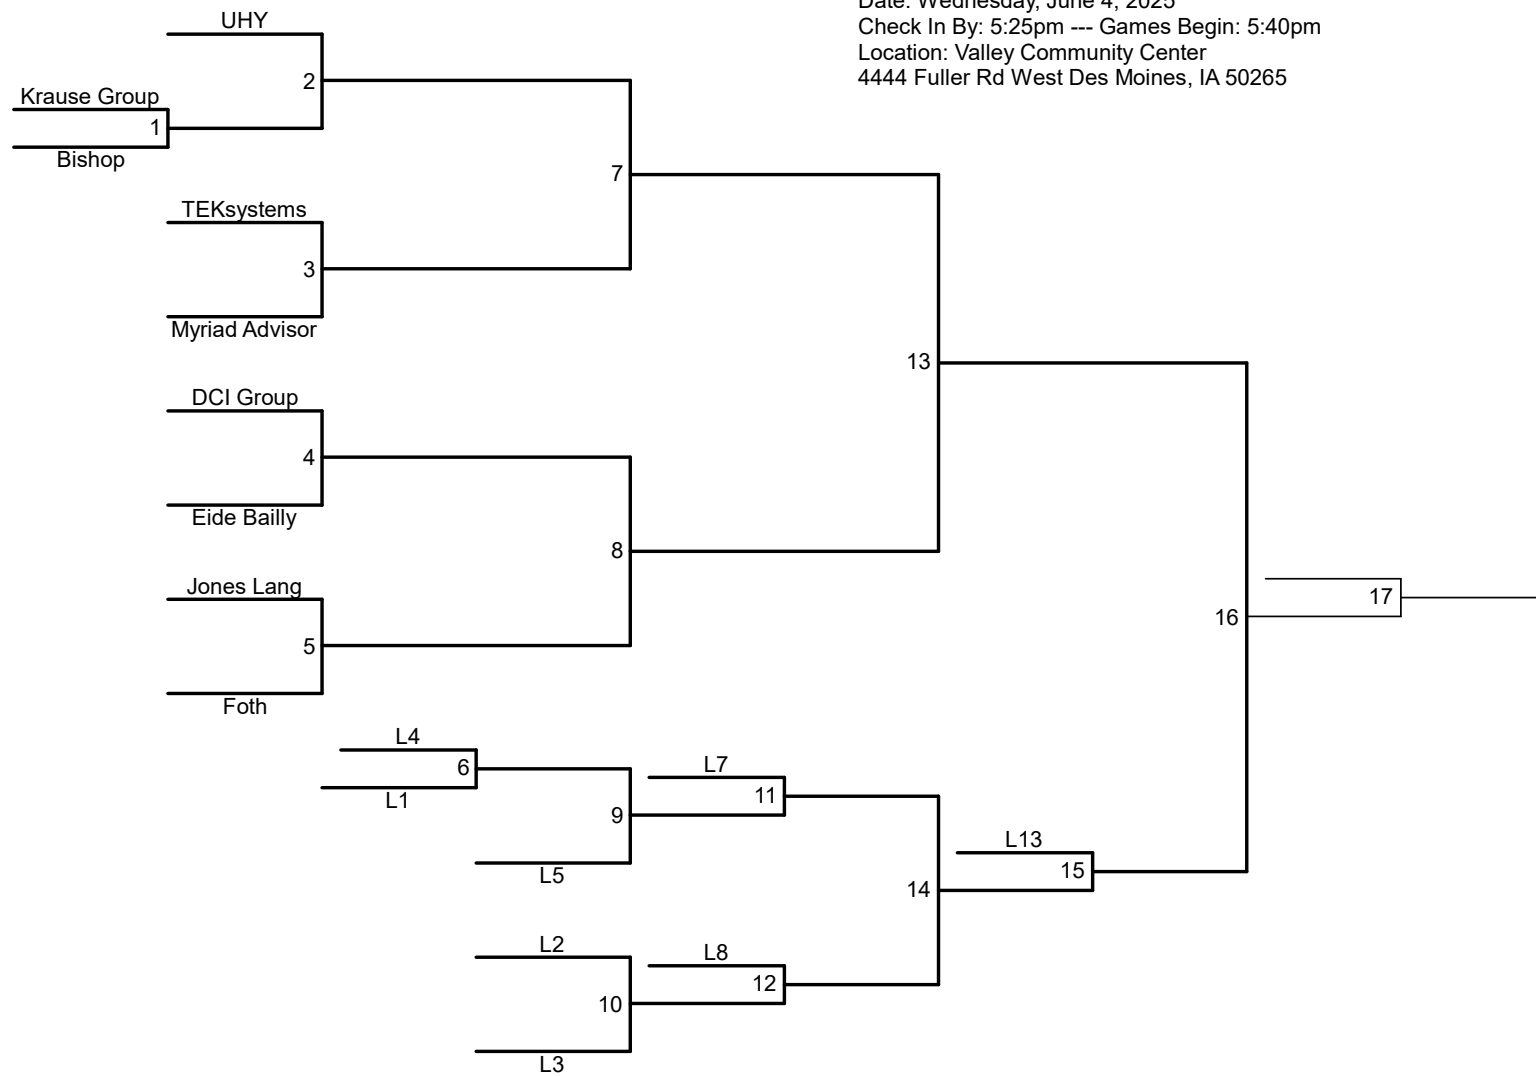 Date: Wednesday, June 4, 2025
Check In By: 5:25pm --- Games Begin: 5:40pm
Location: Valley Community Center
4444 Fuller Rd West Des Moines, IA 50265
UHY
2
Krause Group
1
Bishop
7
TEKsystems
3
Myriad Advisor
13
DCI Group
4
Eide Bailly
8
Jones Lang
5
Foth
17
16
L4
6
L1
L7
11
9
L5
L13
15
14
L2
L8
12
10
L3